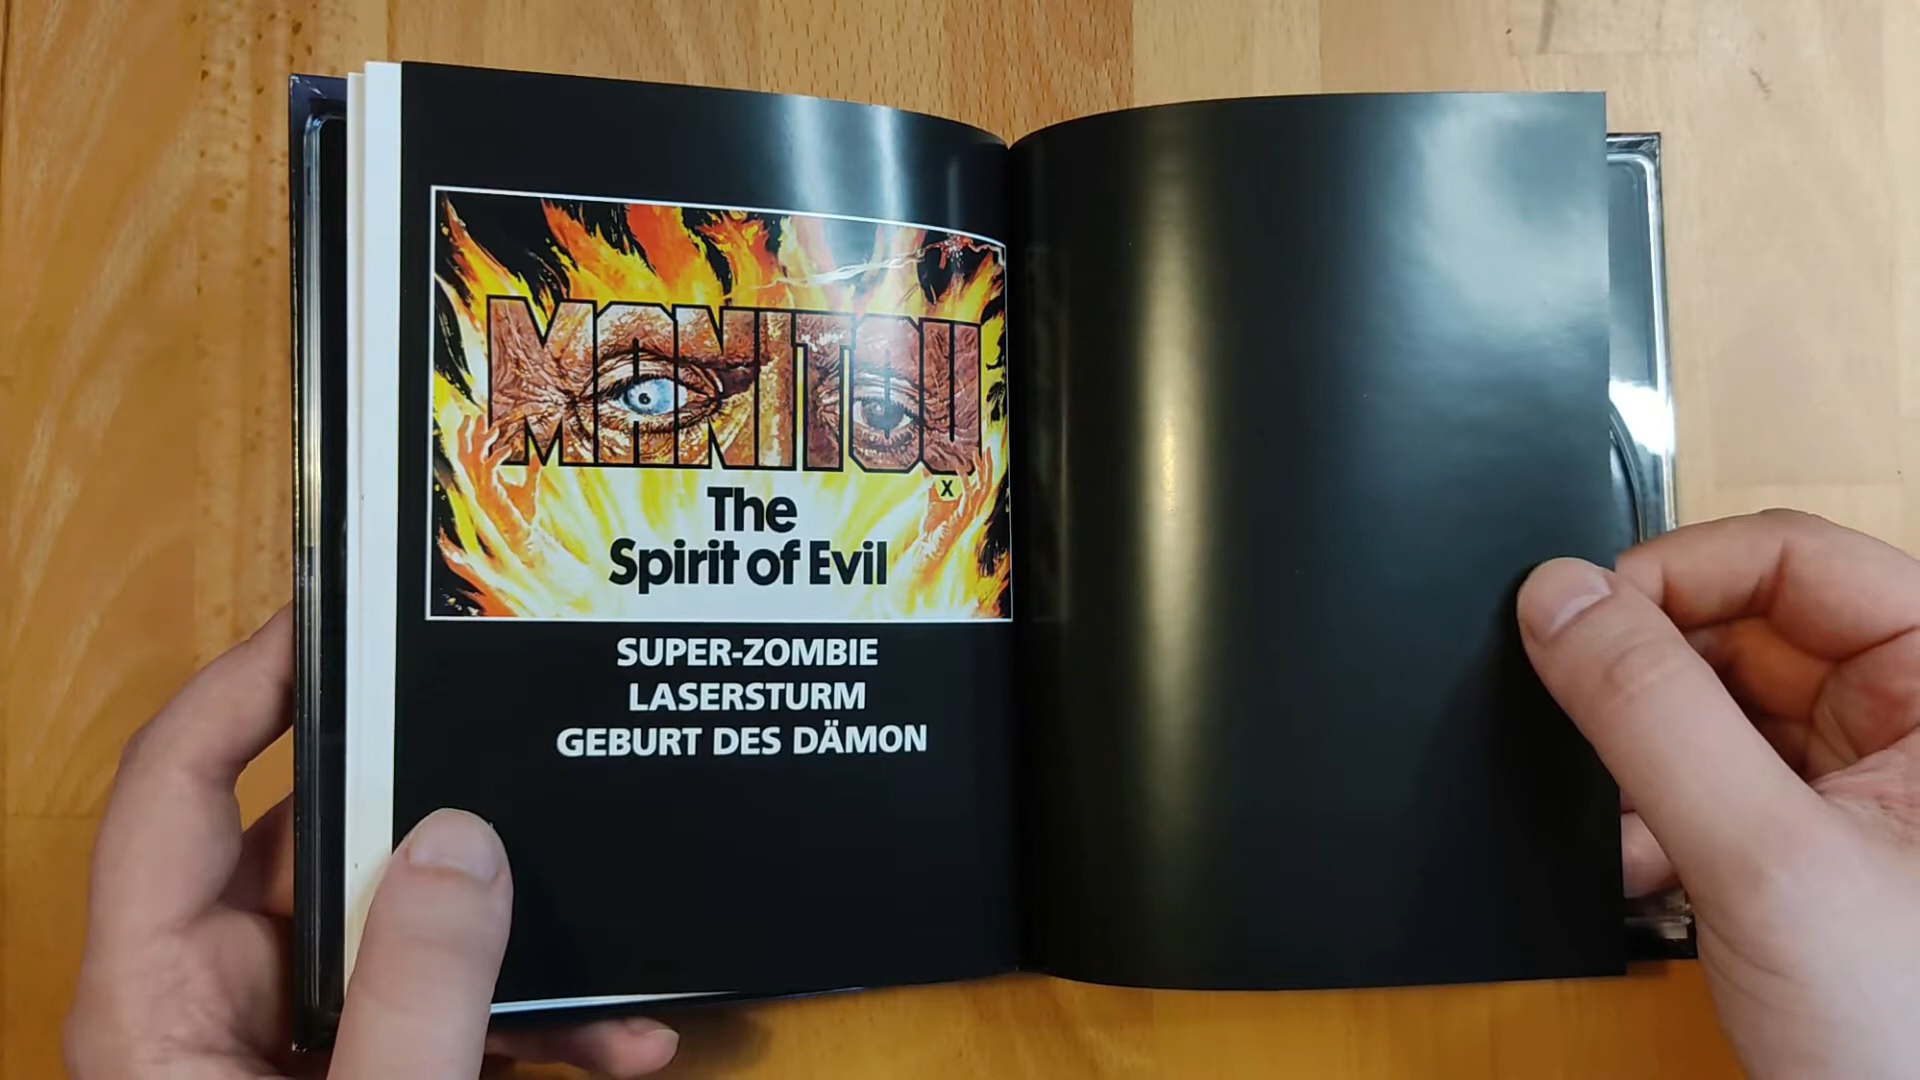 MANITOU
X
The
Spirit of Evil
SUPER-ZOMBIE
LASERSTURM
GEBURT DES DÄMON